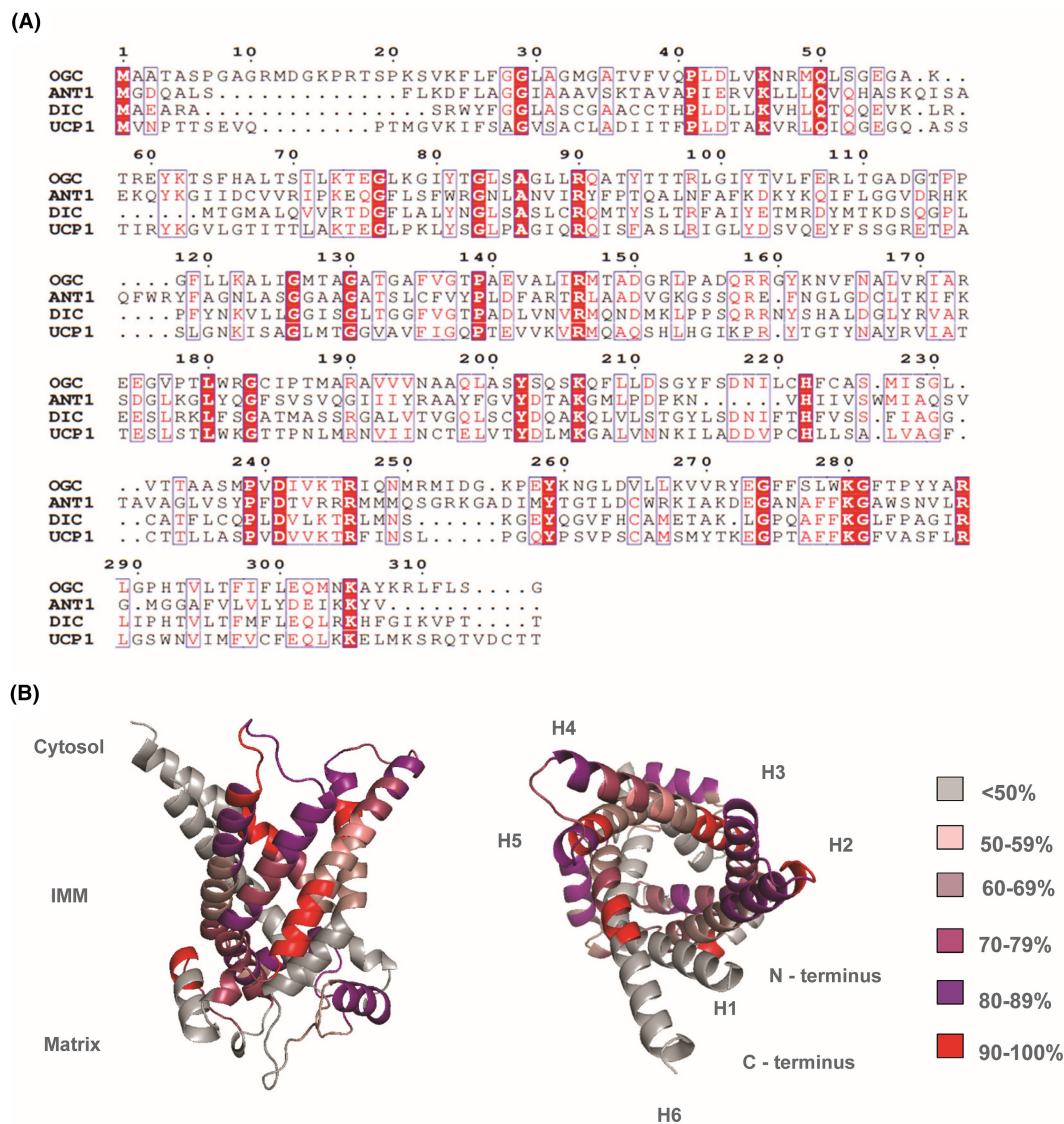 (A)
1 10 20 30 40 50
OGC MAATASPGAGRMDGKPRTSPKSVKFLFGGLAGMGATVFVQPLDLVKNRMQLSGEGA.K..
ANT1 MGDQALS.............FLKDFLAGGIAAAVSKTAVAPIERVKLLLQVQHASKQISA
DIC MAEARA..............SRWYFGGLASCGAACCTHPLDLLKVHLQTQQEVK.LR.
UCP1 MVNPTTSEVQ........PTMGVKIFSAGVSACLADIITFPLDTAKVRLQIQGEGQ.ASS
60 70 80 90 100 110
OGC TREYKTSFHALTSILKTEGLKGIYTGLSAGLLRQATYTTTRLGIYTVLFERLTGADGTPP
ANT1 EKQYKGIIDCVVRIPKEQGFLSFWRGNLANVIRYFPTQALNFAFKDKYKQIFLGGVDRHK
DIC ......MTGMALQVVRTDGFLALYNGLSASLCRQMTYSLTRFAIYETMRDYMTKDSQGPL
UCP1 TIRYKGVLGTITTLAKTEGLPKLYSGLPAGIQRQISFASLRIGLYDSVQEYFSSGRETPA
120 130 140 150 160 170
OGC ....GFLLKALIGMTAGATGAFVGTPAEVALIRMTADGRLPADQRRGYKNVFNALVRIAR
ANT1 QFWRYFAGNLASGGAAGATSLCFVYPLDFARTRLAADVGKGSSQRE.FNGLGDCLTKIFK
DIC ....PFYNKVLLGGISGLTGGFVGTPADLVNVRMQNDMKLPPSQRRNYSHALDGLYRVAR
UCP1 ....SLGNKISAGLMTGGVAVFIGQPTEVVKVRMQAQSHLHGIKPR.YTGTYNAYRVIAT
180 190 200 210 220 230
OGC EEGVPTLWRGCIPTMARAVVVNAAQLASYSQSKQFLLDSGYFSDNILCHFCAS.MISGL.
ANT1 SDGLKGLYQGFSVSVQGIIIYRAAYFGVYDTAKGMLPDPKN.....VHIIVSWMIAQSV
DIC EESLRKLFSGATMASSRGALVTVGQLSCYDQAKQLVLSTGYLSDNIFTHFVSS.FIAGG.
UCP1 TESLSTLWKGTTPNLMRNVIINCTELVTYDLMKGALVNNKILADDVPCHLLSA.LVAGF.
240 250 260 270 280
OGC ..VTTAASMPVDIVKTRIQNMRMIDG.KPEYKNGLDVLLKVVRYEGFFSLWKGFTPYYAR
ANT1 TAVAGLVSYPFDTVRRRMMMQSGRKGADIMYTGTLDCWRKIAKDEGANAFFKGAWSNVLR
DIC ..CATFLCQPLDVLKTRLMNS......KGEYQGVFHCAMETAK.LGPQAFFKGLFPAGIR
UCP1 ..CTTLLASPVDVVKTRFINSL.....PGQYPSVPSCAMSMYTKEGPTAFFKGFVASFLR
290 300 310
OGC LGPHTVLTFIFLEQMNKAYKRLFLS....G
ANT1 G.MGGAFVLVLYDEIKKYV...........
DIC LIPHTVLTFMFLEQLRKHFGIKVPT....T
UCP1 LGSWNVIMFVCFEQLKKELMKSRQTVDCTT
(B)
Cytosol
IMM
Matrix
H4
H3
H5
H2
N - terminus
H1
C - terminus
H6
<50%
50-59%
60-69%
70-79%
80-89%
90-100%